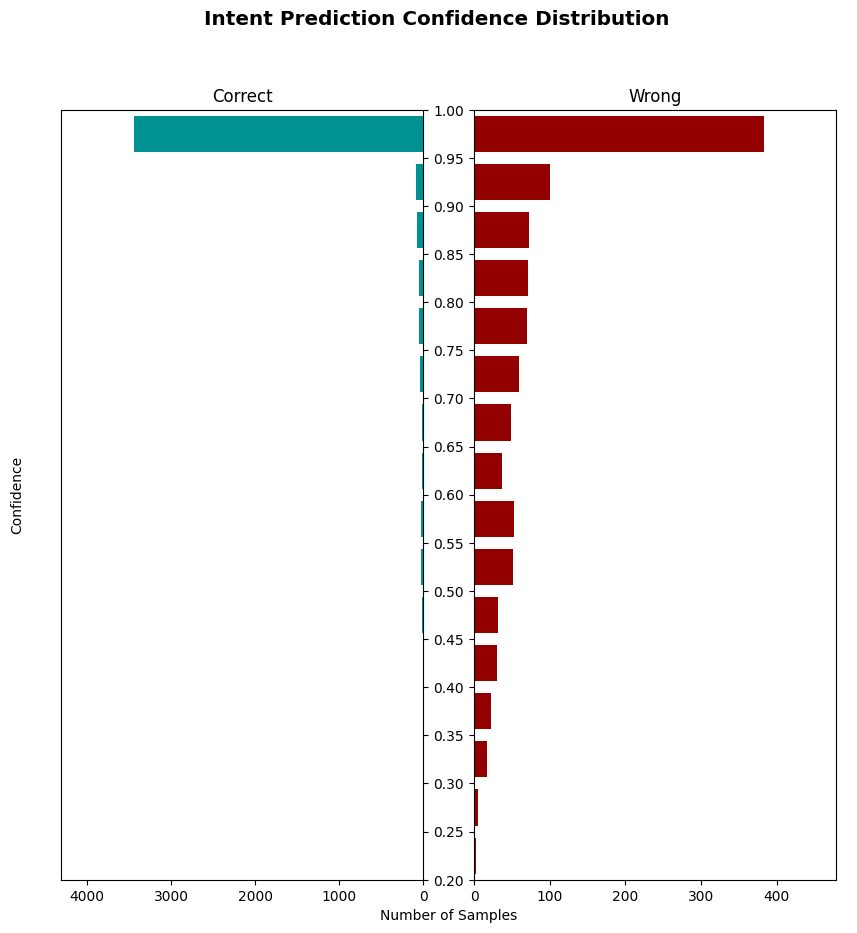 Intent Prediction Confidence Distribution
Correct
Wrong
1.00
0.95
0.90
0.85
0.80
0.75
0.70
0.65
0.60
0.55
0.50
0.45
0.40
0.35
0.30
0.25
0.20
Confidence
4000 3000 2000 1000 0
0 100 200 300 400
Number of Samples